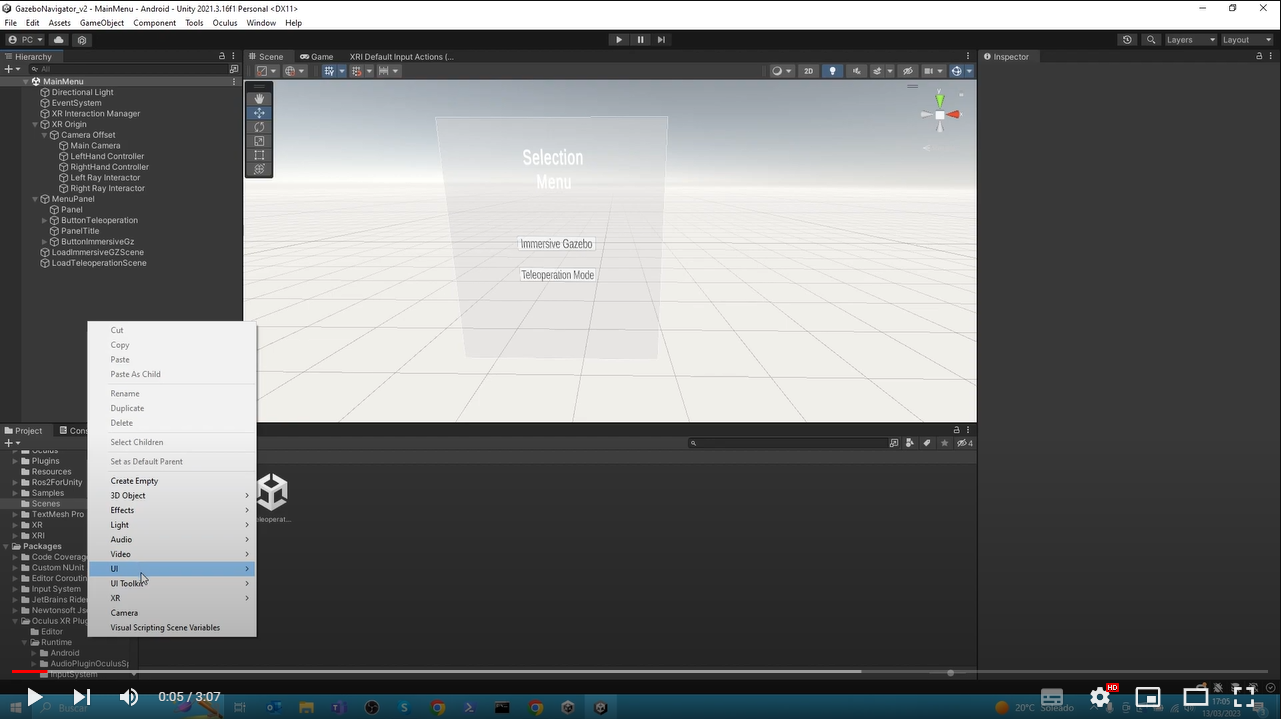 GazeboNavigator_v2 - MainMenu - Android - Unity 2021.3.16f1 Personal <DX11>
File Edit Assets GameObject Component Tools Oculus Window Help
PC Layers Layout
Hierarchy Scene Game XRI Default Input Actions (... Inspector
All 2D
MainMenu
Directional Light
EventSystem
XR Interaction Manager
XR Origin
Camera Offset
Main Camera
LeftHand Controller
RightHand Controller
Left Ray Interactor
Right Ray Interactor
MenuPanel
Panel
ButtonTeleoperation
PanelTitle
ButtonImmersiveGz
LoadImmersiveGZScene
LoadTeleoperationScene
y
Selection
Menu
Immersive Gazebo
Teleoperation Mode
Cut
Copy
Paste
Paste As Child
Rename
Duplicate
Delete
Select Children
Set as Default Parent
Create Empty
3D Object
Effects
Light
Audio
Video
UI
UI Toolkit
XR
Camera
Visual Scripting Scene Variables
Project Cons
4
Oculus
Plugins
Resources
Ros2ForUnity
Samples
Scenes
TextMesh Pro
XR
XRI
Packages
Code Coverag
Custom NUnit
Editor Coroutin
Input System
JetBrains Rider
Newtonsoft Js
Oculus XR Plug
Editor
Runtime
Android
AudioPluginOculusSp
InputSystem
eleoperat...
0:05 / 3:07
HD
Buscar
20°C Soleado
17:05
13/03/2023